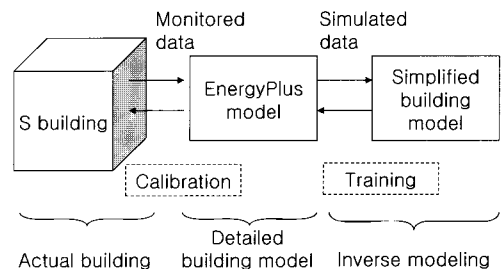 Monitored
data
Simulated
data
S building
EnergyPlus
model
Simplified
building
model
Calibration
Training
Actual building
Detailed
building model
Inverse modeling